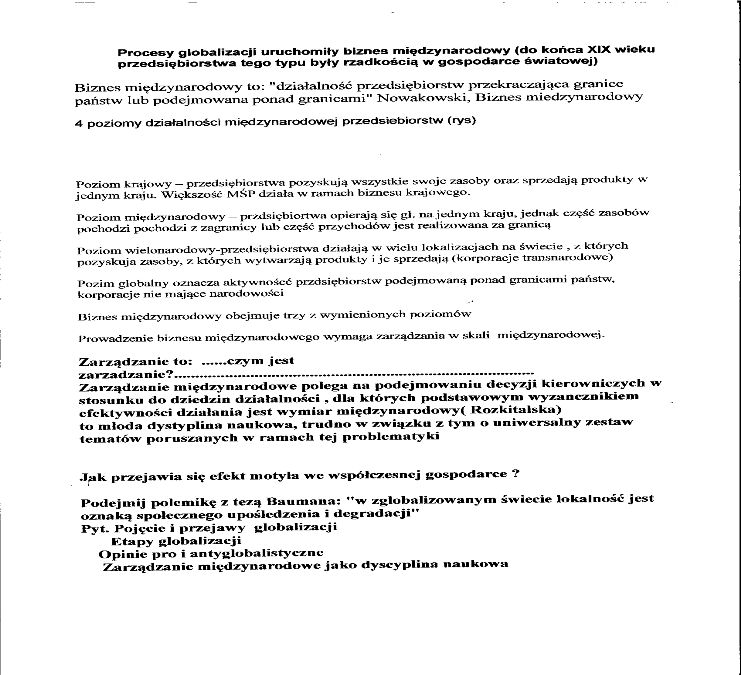 Procesy globalizacji uruchomiły biznes międzynarodowy (do końca XIX wieku
przedsiębiorstwa tego typu były rzadkością w gospodarce światowej)
Biznes międzynarodowy to: "działalność przedsiębiorstw przekraczająca granice
państw lub podejmowana ponad granicami" Nowakowski, Biznes miedzynarodowy
4 poziomy działalności międzynarodowej przedsiebiorstw (rys)
Poziom krajowy – przedsiębiorstwa pozyskują wszystkie swoje zasoby oraz sprzedają produkty w
jednym kraju. Większość MŚP działa w ramach biznesu krajowego.
Poziom międzynarodowy – przdsiębiortwa opierają się gł. na jednym kraju, jednak część zasobów
pochodzi pochodzi z zagranicy lub część przychodów jest realizowana za granicą
Poziom wielonarodowy-przedsiębiorstwa działają w wielu lokalizacjach na świecie , z których
pozyskuja zasoby, z których wytwarzają produkty i je sprzedają (korporacje transnarodowe)
Pozim globalny oznacza aktywnośeć przdsiębiorstw podejmowaną ponad granicami państw,
korporacje nie mające narodowości
Biznes międzynarodowy obejmuje trzy z wymienionych poziomów
Prowadzenie biznesu międzynarodowego wymaga zarządzania w skali międzynarodowej.
Zarządzanie to: ......czym jest
zarzadzanie?.....................................................................................
Zarządzanie międzynarodowe polega na podejmowaniu decyzji kierowniczych w
stosunku do dziedzin działalności , dla których podstawowym wyzancznikiem
efektywności działania jest wymiar międzynarodowy( Rozkitalska)
to młoda dystyplina naukowa, trudno w związku z tym o uniwersalny zestaw
tematów poruszanych w ramach tej problematyki
Jak przejawia się efekt motyla we współczesnej gospodarce ?
Podejmij polemikę z tezą Baumana: "w zglobalizowanym świecie lokalność jest
oznaką społecznego upośledzenia i degradacji"
Pyt. Pojęcie i przejawy globalizacji
Etapy globalizacji
Opinie pro i antyglobalistyczne
Zarządzanie międzynarodowe jako dyscyplina naukowa